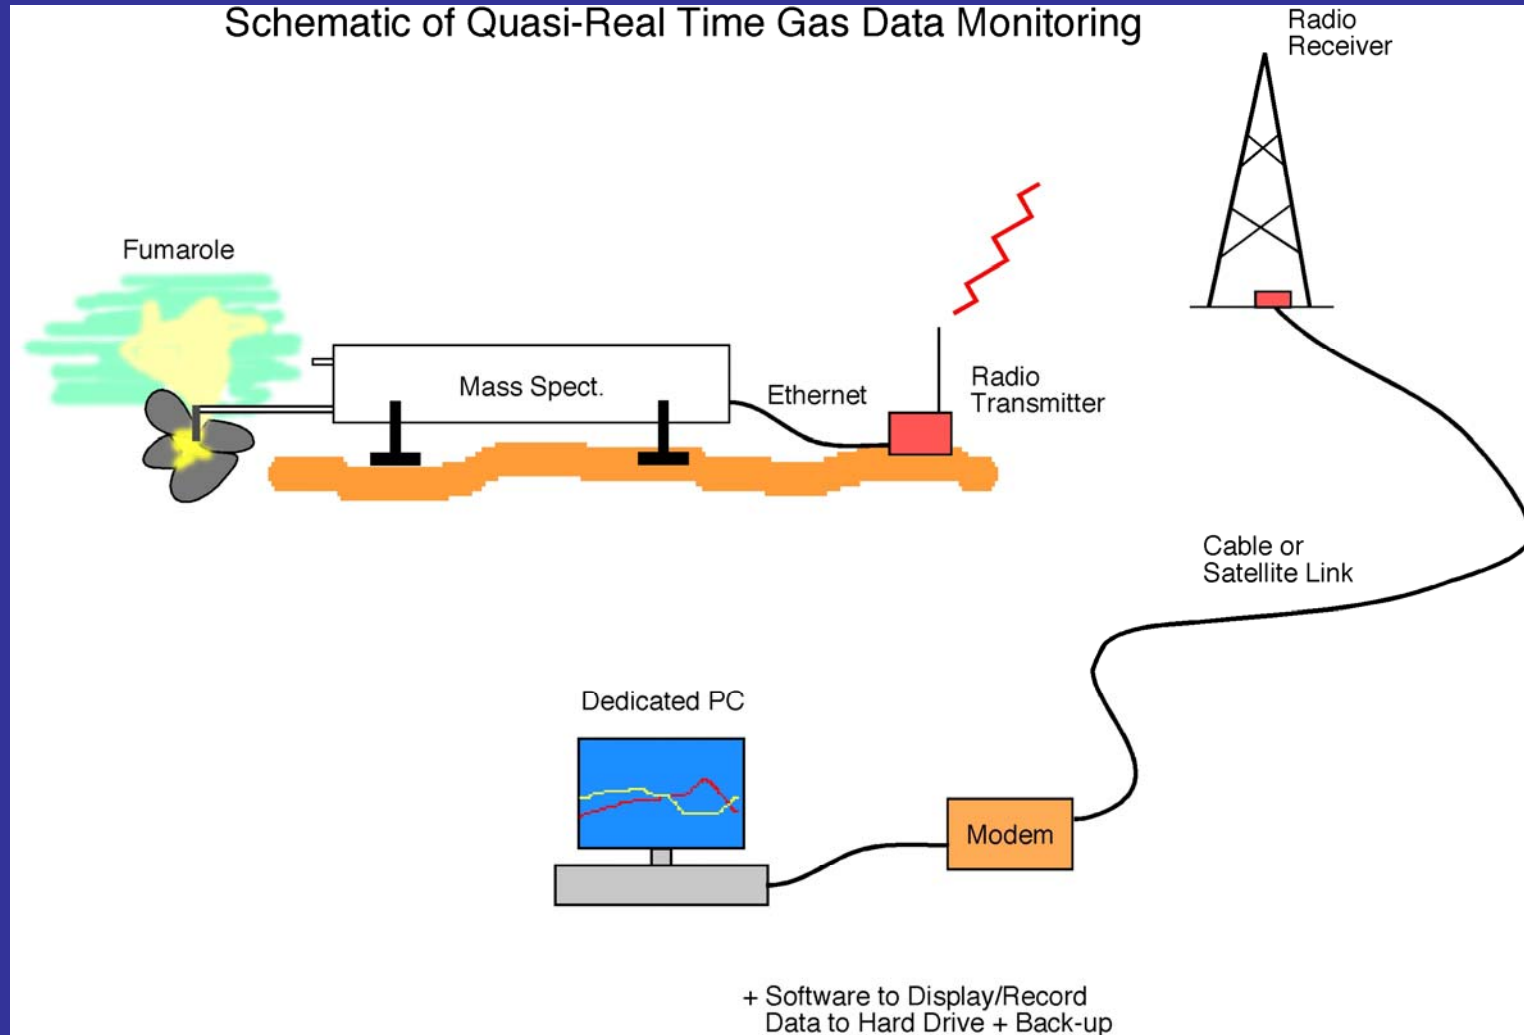 Schematic of Quasi-Real Time Gas Data Monitoring
Radio
Receiver
Fumarole
Mass Spect.
Ethernet
Radio
Transmitter
Cable or
Satellite Link
Dedicated PC
Modem
+ Software to Display/Record
Data to Hard Drive + Back-up